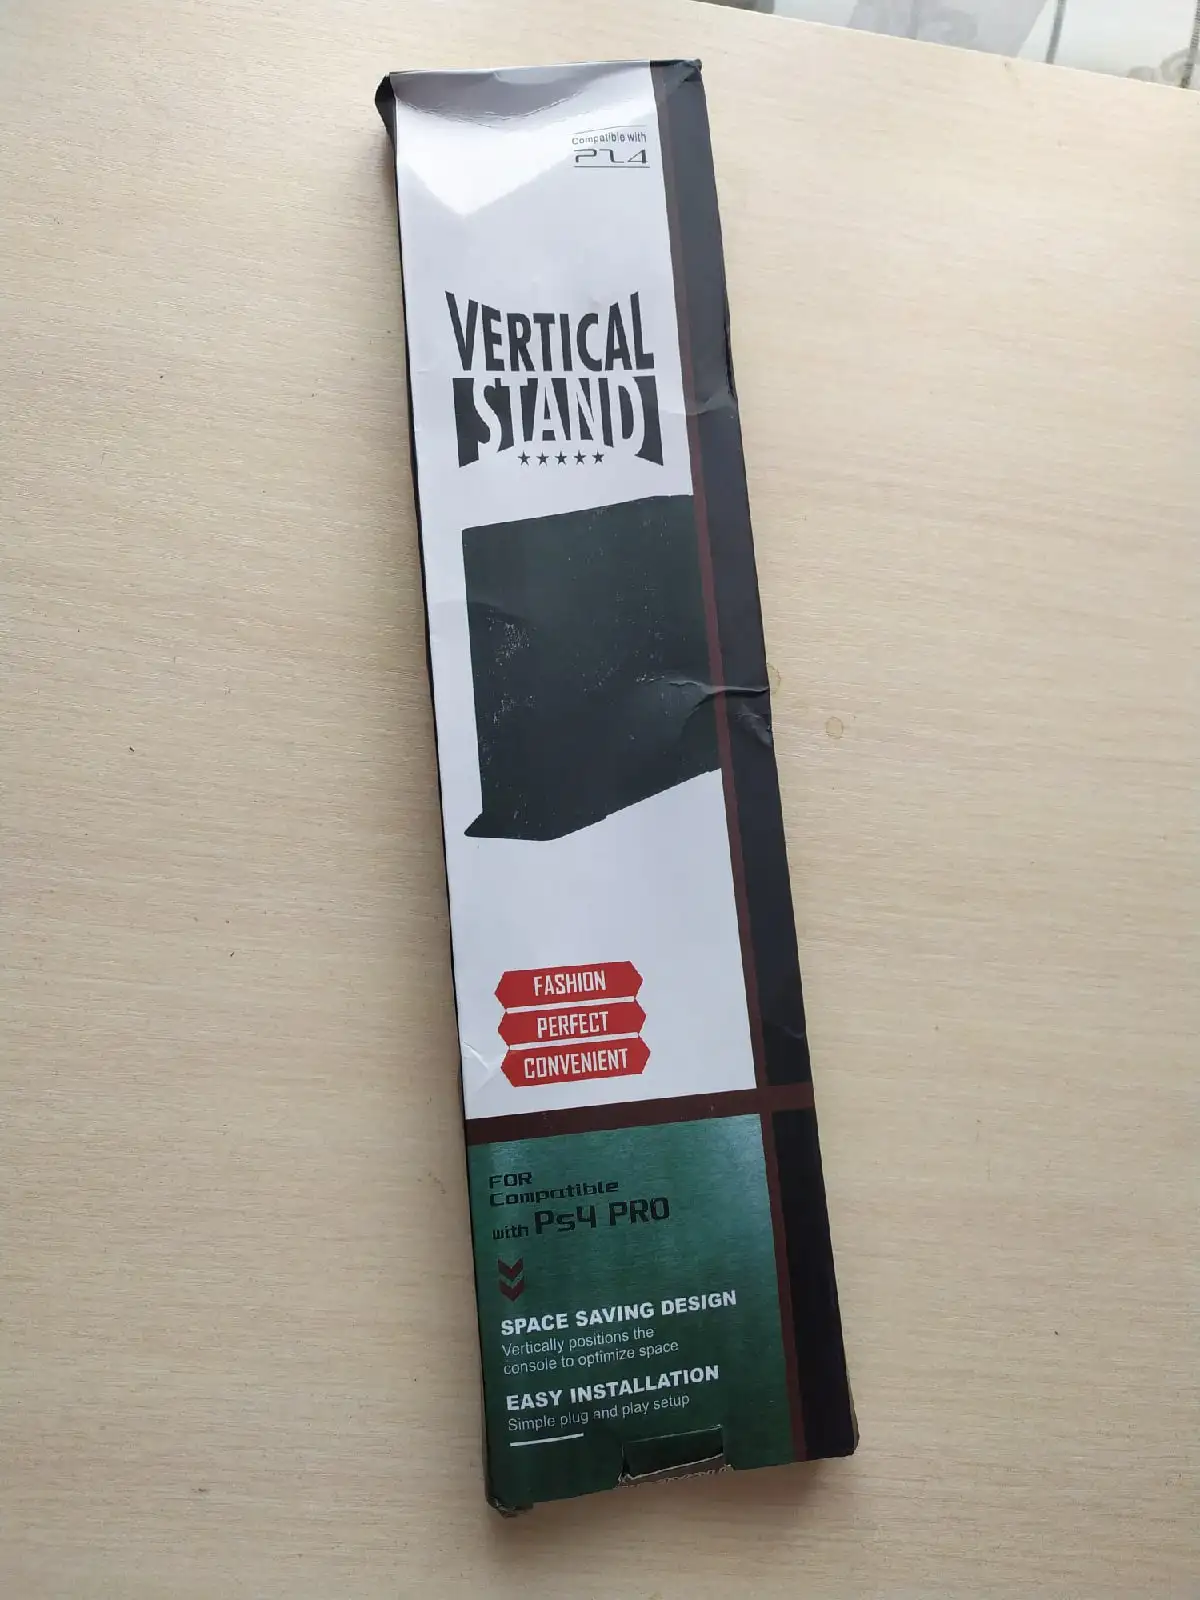 Compatible with
PS4
VERTICAL
STAND
FASHION
PERFECT
CONVENIENT
FOR
Compatible
with Ps4 PRO
SPACE SAVING DESIGN
Vertically positions the
console to optimize space
EASY INSTALLATION
Simple plug and play setup